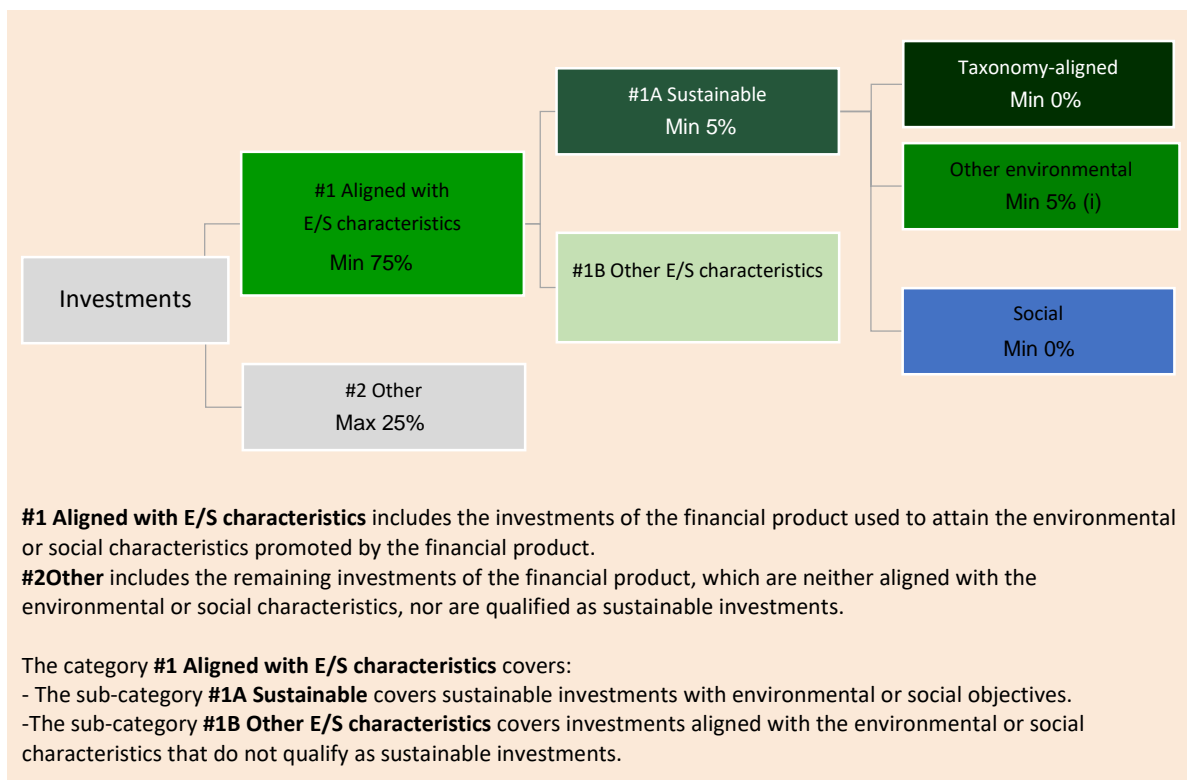 Taxonomy-aligned
Min 0%
#1A Sustainable
Min 5%
Other environmental
Min 5% (i)
#1 Aligned with
E/S characteristics
Min 75%
#1B Other E/S characteristics
Investments
Social
Min 0%
#2 Other
Max 25%
#1 Aligned with E/S characteristics includes the investments of the financial product used to attain the environmental
or social characteristics promoted by the financial product.
#2Other includes the remaining investments of the financial product, which are neither aligned with the
environmental or social characteristics, nor are qualified as sustainable investments.
The category #1 Aligned with E/S characteristics covers:
- The sub-category #1A Sustainable covers sustainable investments with environmental or social objectives.
-The sub-category #1B Other E/S characteristics covers investments aligned with the environmental or social
characteristics that do not qualify as sustainable investments.